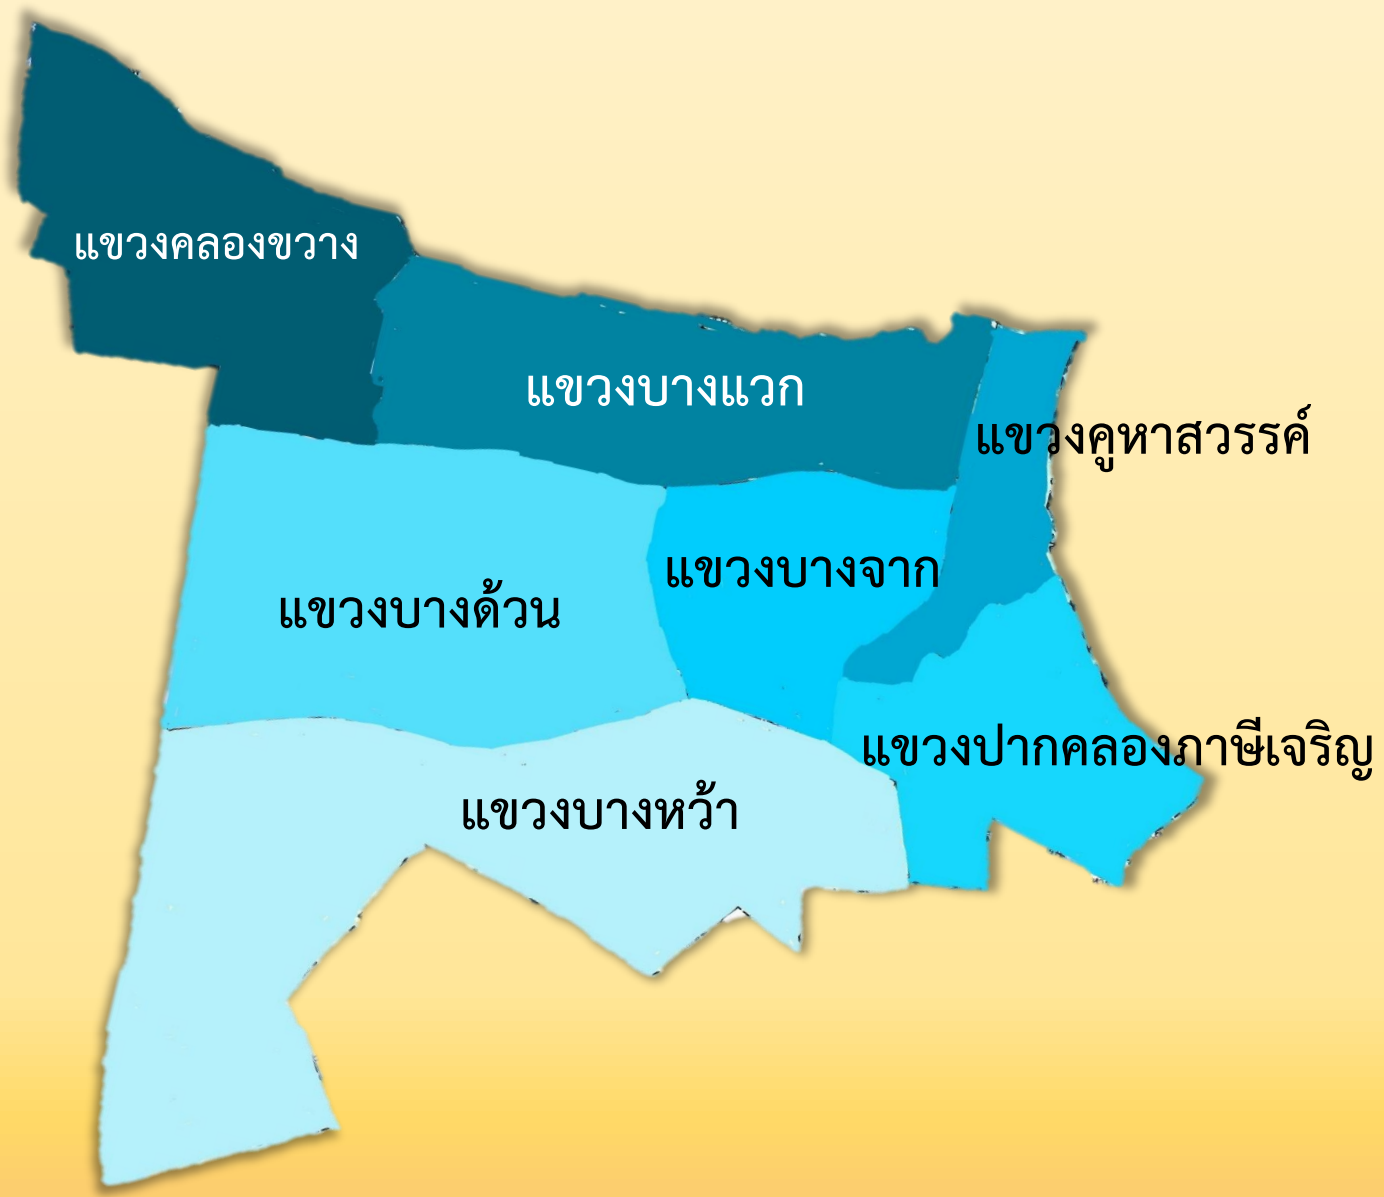 แขวงคลองขวาง
แขวงบางแวก
แขวงคูหาสวรรค์
แขวงบางจาก
แขวงบางด้วน
แขวงปากคลองภาษีเจริญ
แขวงบางหว้า